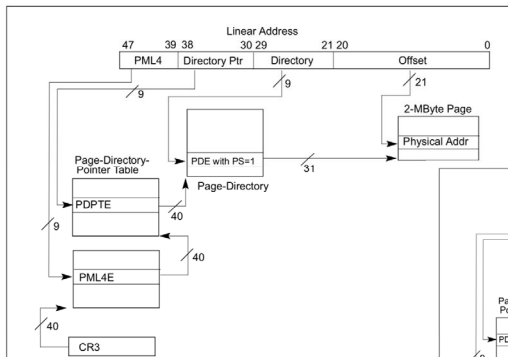 Linear Address
47 39 38 30 29 21 20 0
PML4 Directory Ptr Directory Offset
9 9 21
2-MByte Page
Physical Addr
PDE with PS=1
31
Page-Directory-
Pointer Table
Page-Directory
PDPTE
40
9
40
PML4E
40
CR3
9